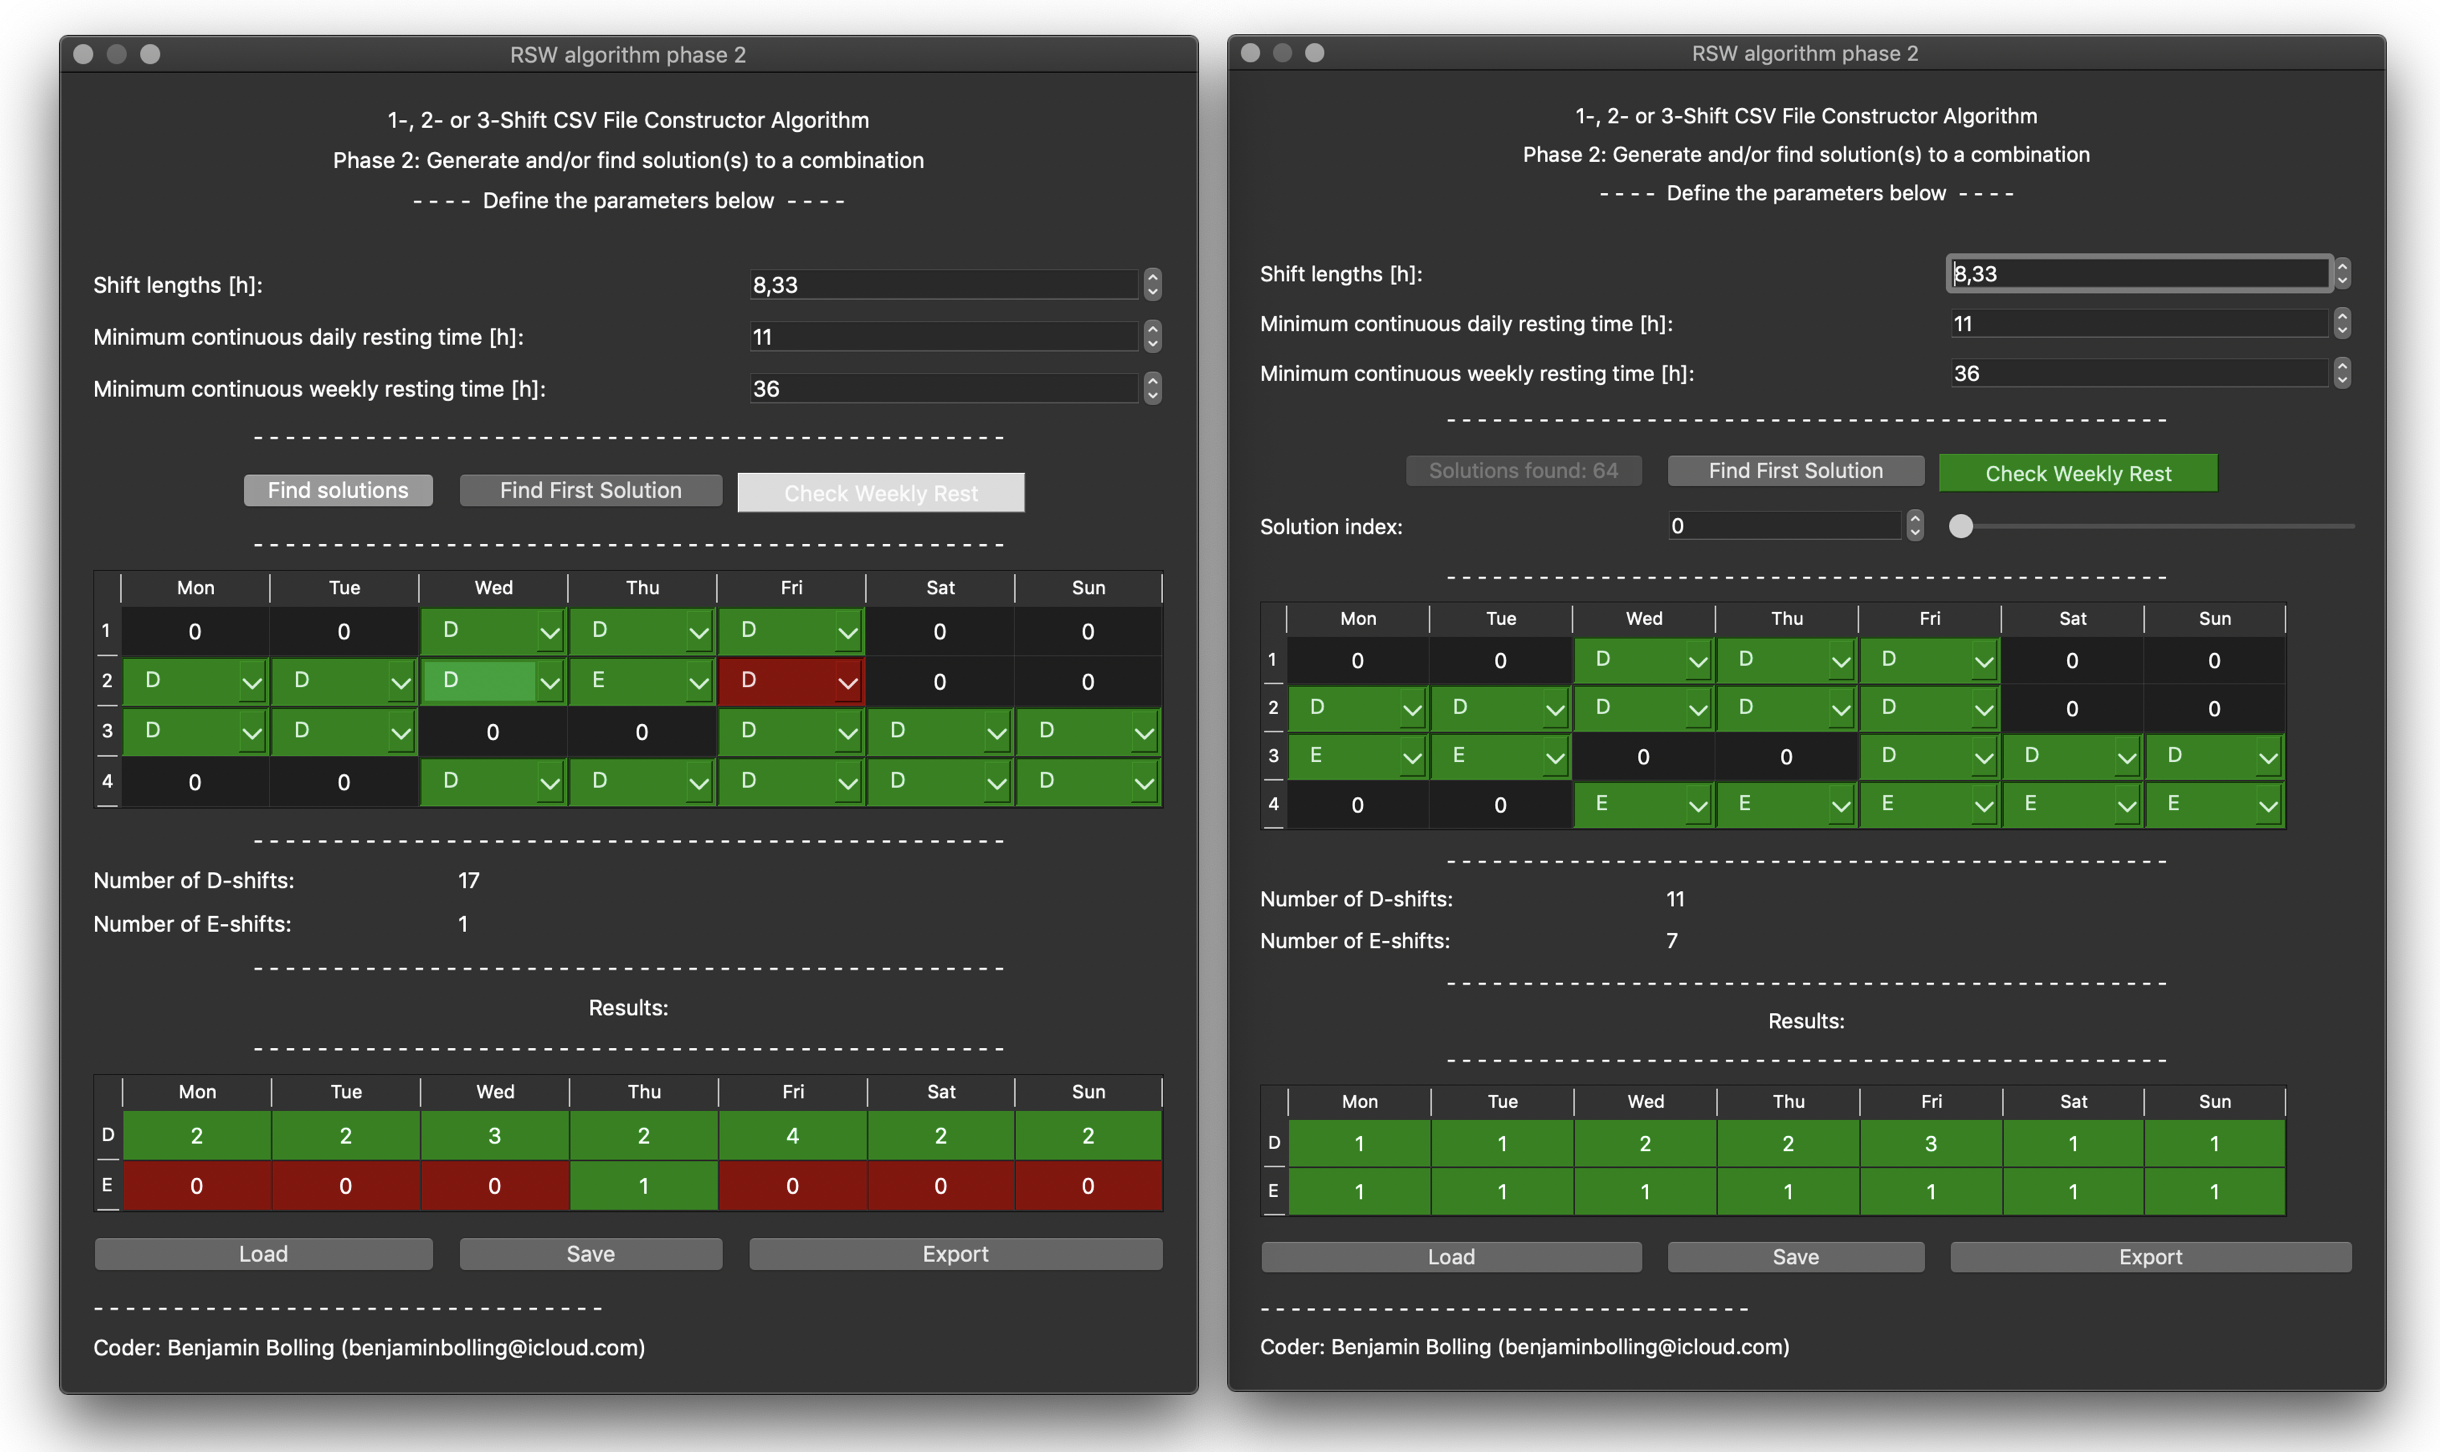 RSW algorithm phase 2
1-, 2- or 3-Shift CSV File Constructor Algorithm
Phase 2: Generate and/or find solution(s) to a combination
- - - - Define the parameters below - - - -
Shift lengths [h]: 8,33
Minimum continuous daily resting time [h]: 11
Minimum continuous weekly resting time [h]: 36
Find solutions Find First Solution Check Weekly Rest
Mon Tue Wed Thu Fri Sat Sun
1 0 0 D D D 0 0
2 D D D E D 0 0
3 D D 0 0 D D D
4 0 0 D D D D D
Number of D-shifts: 17
Number of E-shifts: 1
Results:
Mon Tue Wed Thu Fri Sat Sun
D 2 2 3 2 4 2 2
E 0 0 0 1 0 0 0
Load Save Export
Coder: Benjamin Bolling (benjaminbolling@icloud.com)
RSW algorithm phase 2
1-, 2- or 3-Shift CSV File Constructor Algorithm
Phase 2: Generate and/or find solution(s) to a combination
- - - - Define the parameters below - - - -
Shift lengths [h]: 8,33
Minimum continuous daily resting time [h]: 11
Minimum continuous weekly resting time [h]: 36
Solutions found: 64 Find First Solution Check Weekly Rest
Solution index: 0
Mon Tue Wed Thu Fri Sat Sun
1 0 0 D D D 0 0
2 D D D D D 0 0
3 E E 0 0 D D D
4 0 0 E E E E E
Number of D-shifts: 11
Number of E-shifts: 7
Results:
Mon Tue Wed Thu Fri Sat Sun
D 1 1 2 2 3 1 1
E 1 1 1 1 1 1 1
Load Save Export
Coder: Benjamin Bolling (benjaminbolling@icloud.com)